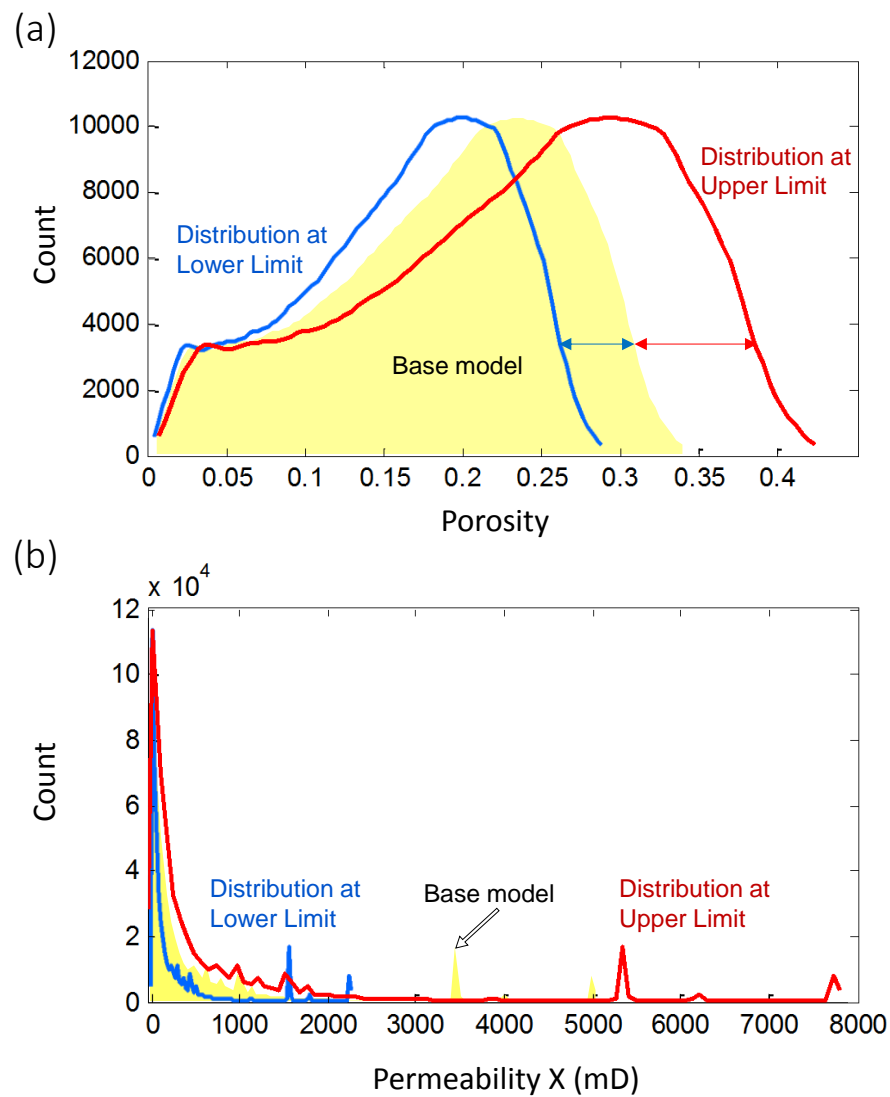 (a)
12000
10000
8000
6000
4000
2000
0
Count
Distribution at
Lower Limit
Distribution at
Upper Limit
Base model
0 0.05 0.1 0.15 0.2 0.25 0.3 0.35 0.4
Porosity
(b)
x 10^4
12
10
8
6
4
2
0
Count
Distribution at
Lower Limit
Base model
Distribution at
Upper Limit
0 1000 2000 3000 4000 5000 6000 7000 8000
Permeability X (mD)